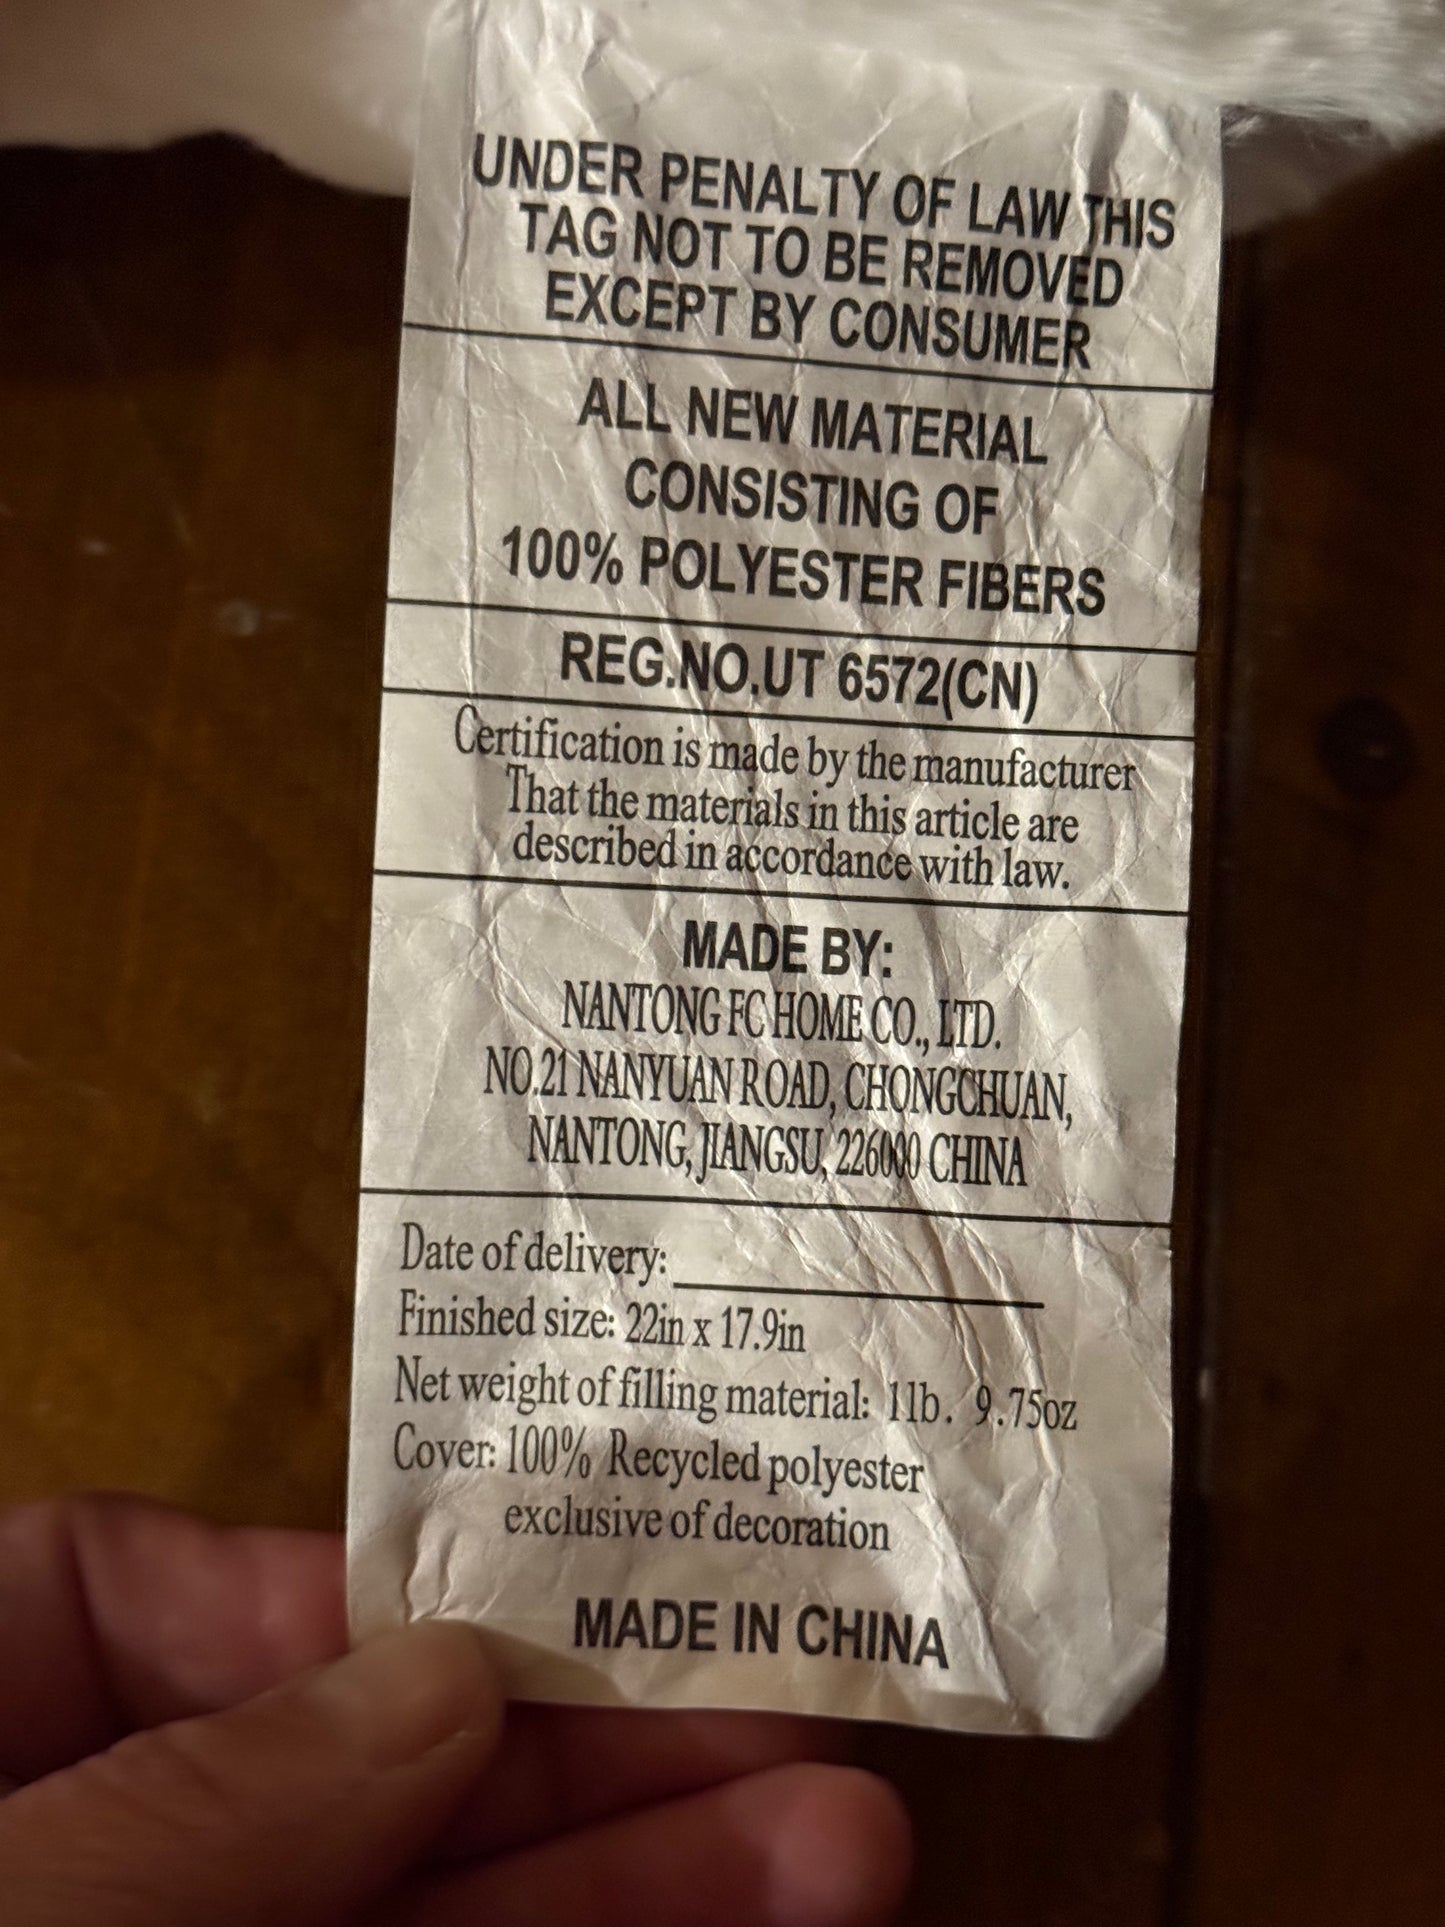 UNDER PENALTY OF LAW THIS
TAG NOT TO BE REMOVED
EXCEPT BY CONSUMER
ALL NEW MATERIAL
CONSISTING OF
100% POLYESTER FIBERS
REG.NO.UT 6572(CN)
Certification is made by the manufacturer
That the materials in this article are
described in accordance with law.
MADE BY:
NANTONG FC HOME CO., LTD.
NO.21 NANYUAN ROAD, CHONGCHUAN,
NANTONG, JIANGSU, 226000 CHINA
Date of delivery:
Finished size: 22in x 17.9in
Net weight of filling material: 1lb. 9.75oz
Cover: 100% Recycled polyester
exclusive of decoration
MADE IN CHINA